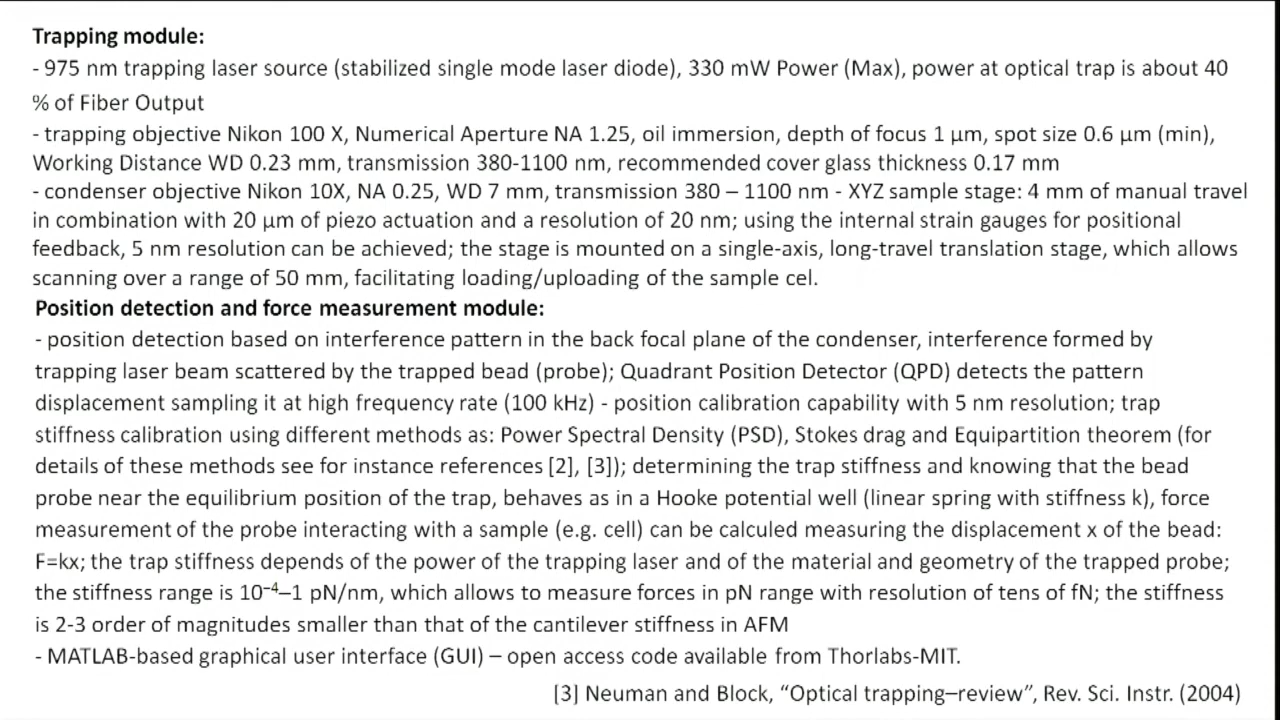 Trapping module:
- 975 nm trapping laser source (stabilized single mode laser diode), 330 mW Power (Max), power at optical trap is about 40
% of Fiber Output
- trapping objective Nikon 100 X, Numerical Aperture NA 1.25, oil immersion, depth of focus 1 µm, spot size 0.6 µm (min),
Working Distance WD 0.23 mm, transmission 380-1100 nm, recommended cover glass thickness 0.17 mm
- condenser objective Nikon 10X, NA 0.25, WD 7 mm, transmission 380 – 1100 nm - XYZ sample stage: 4 mm of manual travel
in combination with 20 µm of piezo actuation and a resolution of 20 nm; using the internal strain gauges for positional
feedback, 5 nm resolution can be achieved; the stage is mounted on a single-axis, long-travel translation stage, which allows
scanning over a range of 50 mm, facilitating loading/uploading of the sample cel.
Position detection and force measurement module:
- position detection based on interference pattern in the back focal plane of the condenser, interference formed by
trapping laser beam scattered by the trapped bead (probe); Quadrant Position Detector (QPD) detects the pattern
displacement sampling it at high frequency rate (100 kHz) - position calibration capability with 5 nm resolution; trap
stiffness calibration using different methods as: Power Spectral Density (PSD), Stokes drag and Equipartition theorem (for
details of these methods see for instance references [2], [3]); determining the trap stiffness and knowing that the bead
probe near the equilibrium position of the trap, behaves as in a Hooke potential well (linear spring with stiffness k), force
measurement of the probe interacting with a sample (e.g. cell) can be calculed measuring the displacement x of the bead:
F=kx; the trap stiffness depends of the power of the trapping laser and of the material and geometry of the trapped probe;
the stiffness range is 10⁻⁴–1 pN/nm, which allows to measure forces in pN range with resolution of tens of fN; the stiffness
is 2-3 order of magnitudes smaller than that of the cantilever stiffness in AFM
- MATLAB-based graphical user interface (GUI) – open access code available from Thorlabs-MIT.
[3] Neuman and Block, “Optical trapping–review”, Rev. Sci. Instr. (2004)